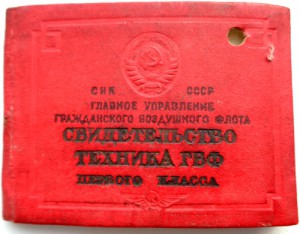 СНК СССР
ГЛАВНОЕ УПРАВЛЕНИЕ
ГРАЖДАНСКОГО ВОЗДУШНОГО ФЛОТА
СВИДЕТЕЛЬСТВО
ТЕХНИКА ГВФ
ПЕРВОГО КЛАССА